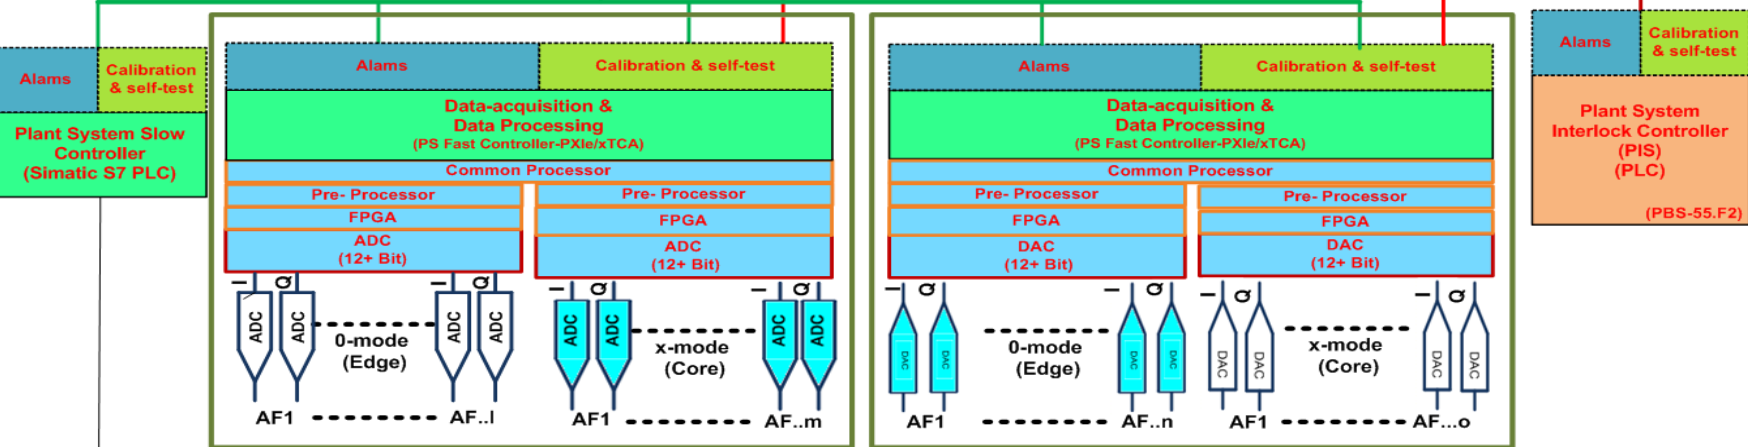 Alams
Calibration
& self-test
Plant System Slow
Controller
(Simatic S7 PLC)
Alams
Calibration & self-test
Data-acquisition &
Data Processing
(PS Fast Controller-PXIe/xTCA)
Common Processor
Pre- Processor
Pre- Processor
FPGA
FPGA
ADC
(12+ Bit)
ADC
(12+ Bit)
I
Q
I
Q
I
Q
I
Q
ADC
ADC
ADC
ADC
ADC
ADC
ADC
ADC
0-mode
(Edge)
x-mode
(Core)
AF1
AF..l
AF1
AF..m
Alams
Calibration & self-test
Data-acquisition &
Data Processing
(PS Fast Controller-PXIe/xTCA)
Common Processor
Pre- Processor
Pre- Processor
FPGA
FPGA
DAC
(12+ Bit)
DAC
(12+ Bit)
I
Q
I
Q
I
Q
I
Q
DAC
DAC
DAC
DAC
DAC
DAC
DAC
DAC
0-mode
(Edge)
x-mode
(Core)
AF1
AF..n
AF1
AF...o
Alams
Calibration
& self-test
Plant System
Interlock Controller
(PIS)
(PLC)
(PBS-55.F2)